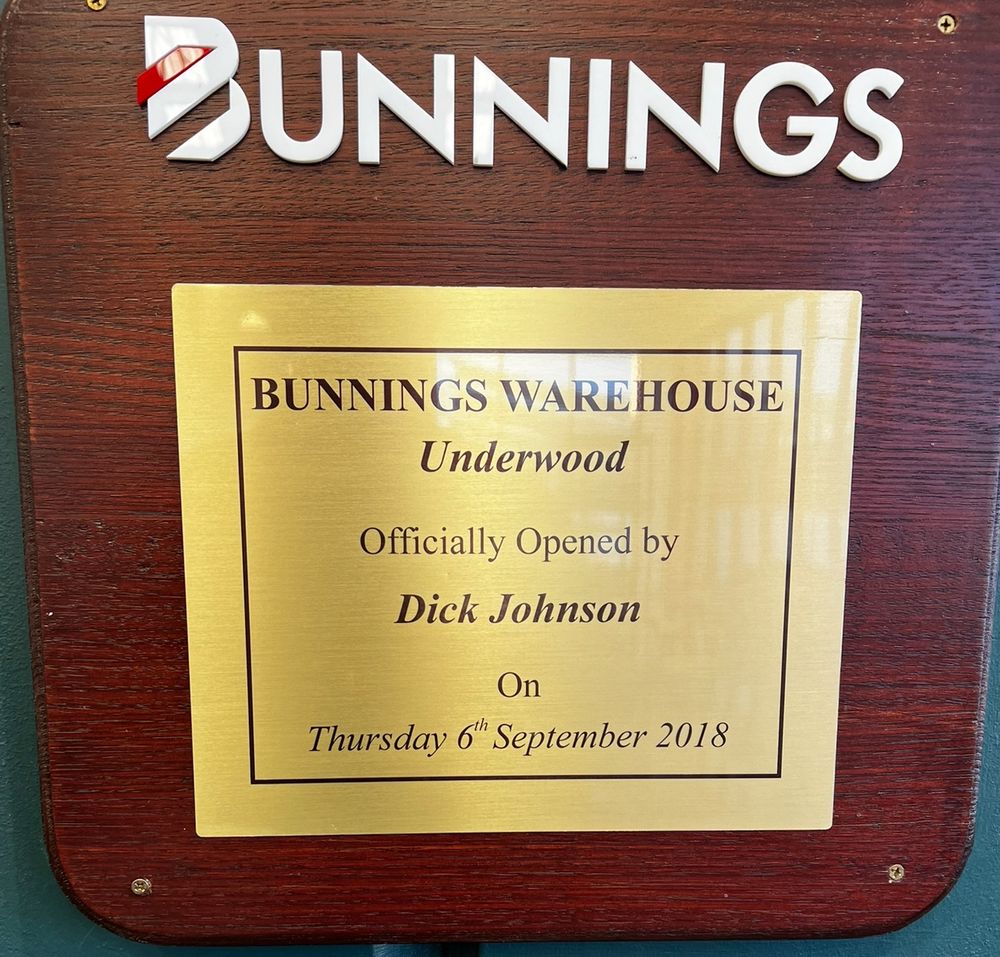 BUNNINGS
BUNNINGS WAREHOUSE
Underwood
Officially Opened by
Dick Johnson
On
Thursday 6th September 2018